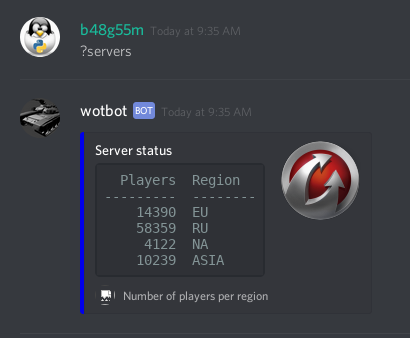 b48g55m Today at 9:35 AM
?servers
wotbot BOT Today at 9:35 AM
Server status
Players Region
--------- --------
14390 EU
58359 RU
4122 NA
10239 ASIA
Number of players per region